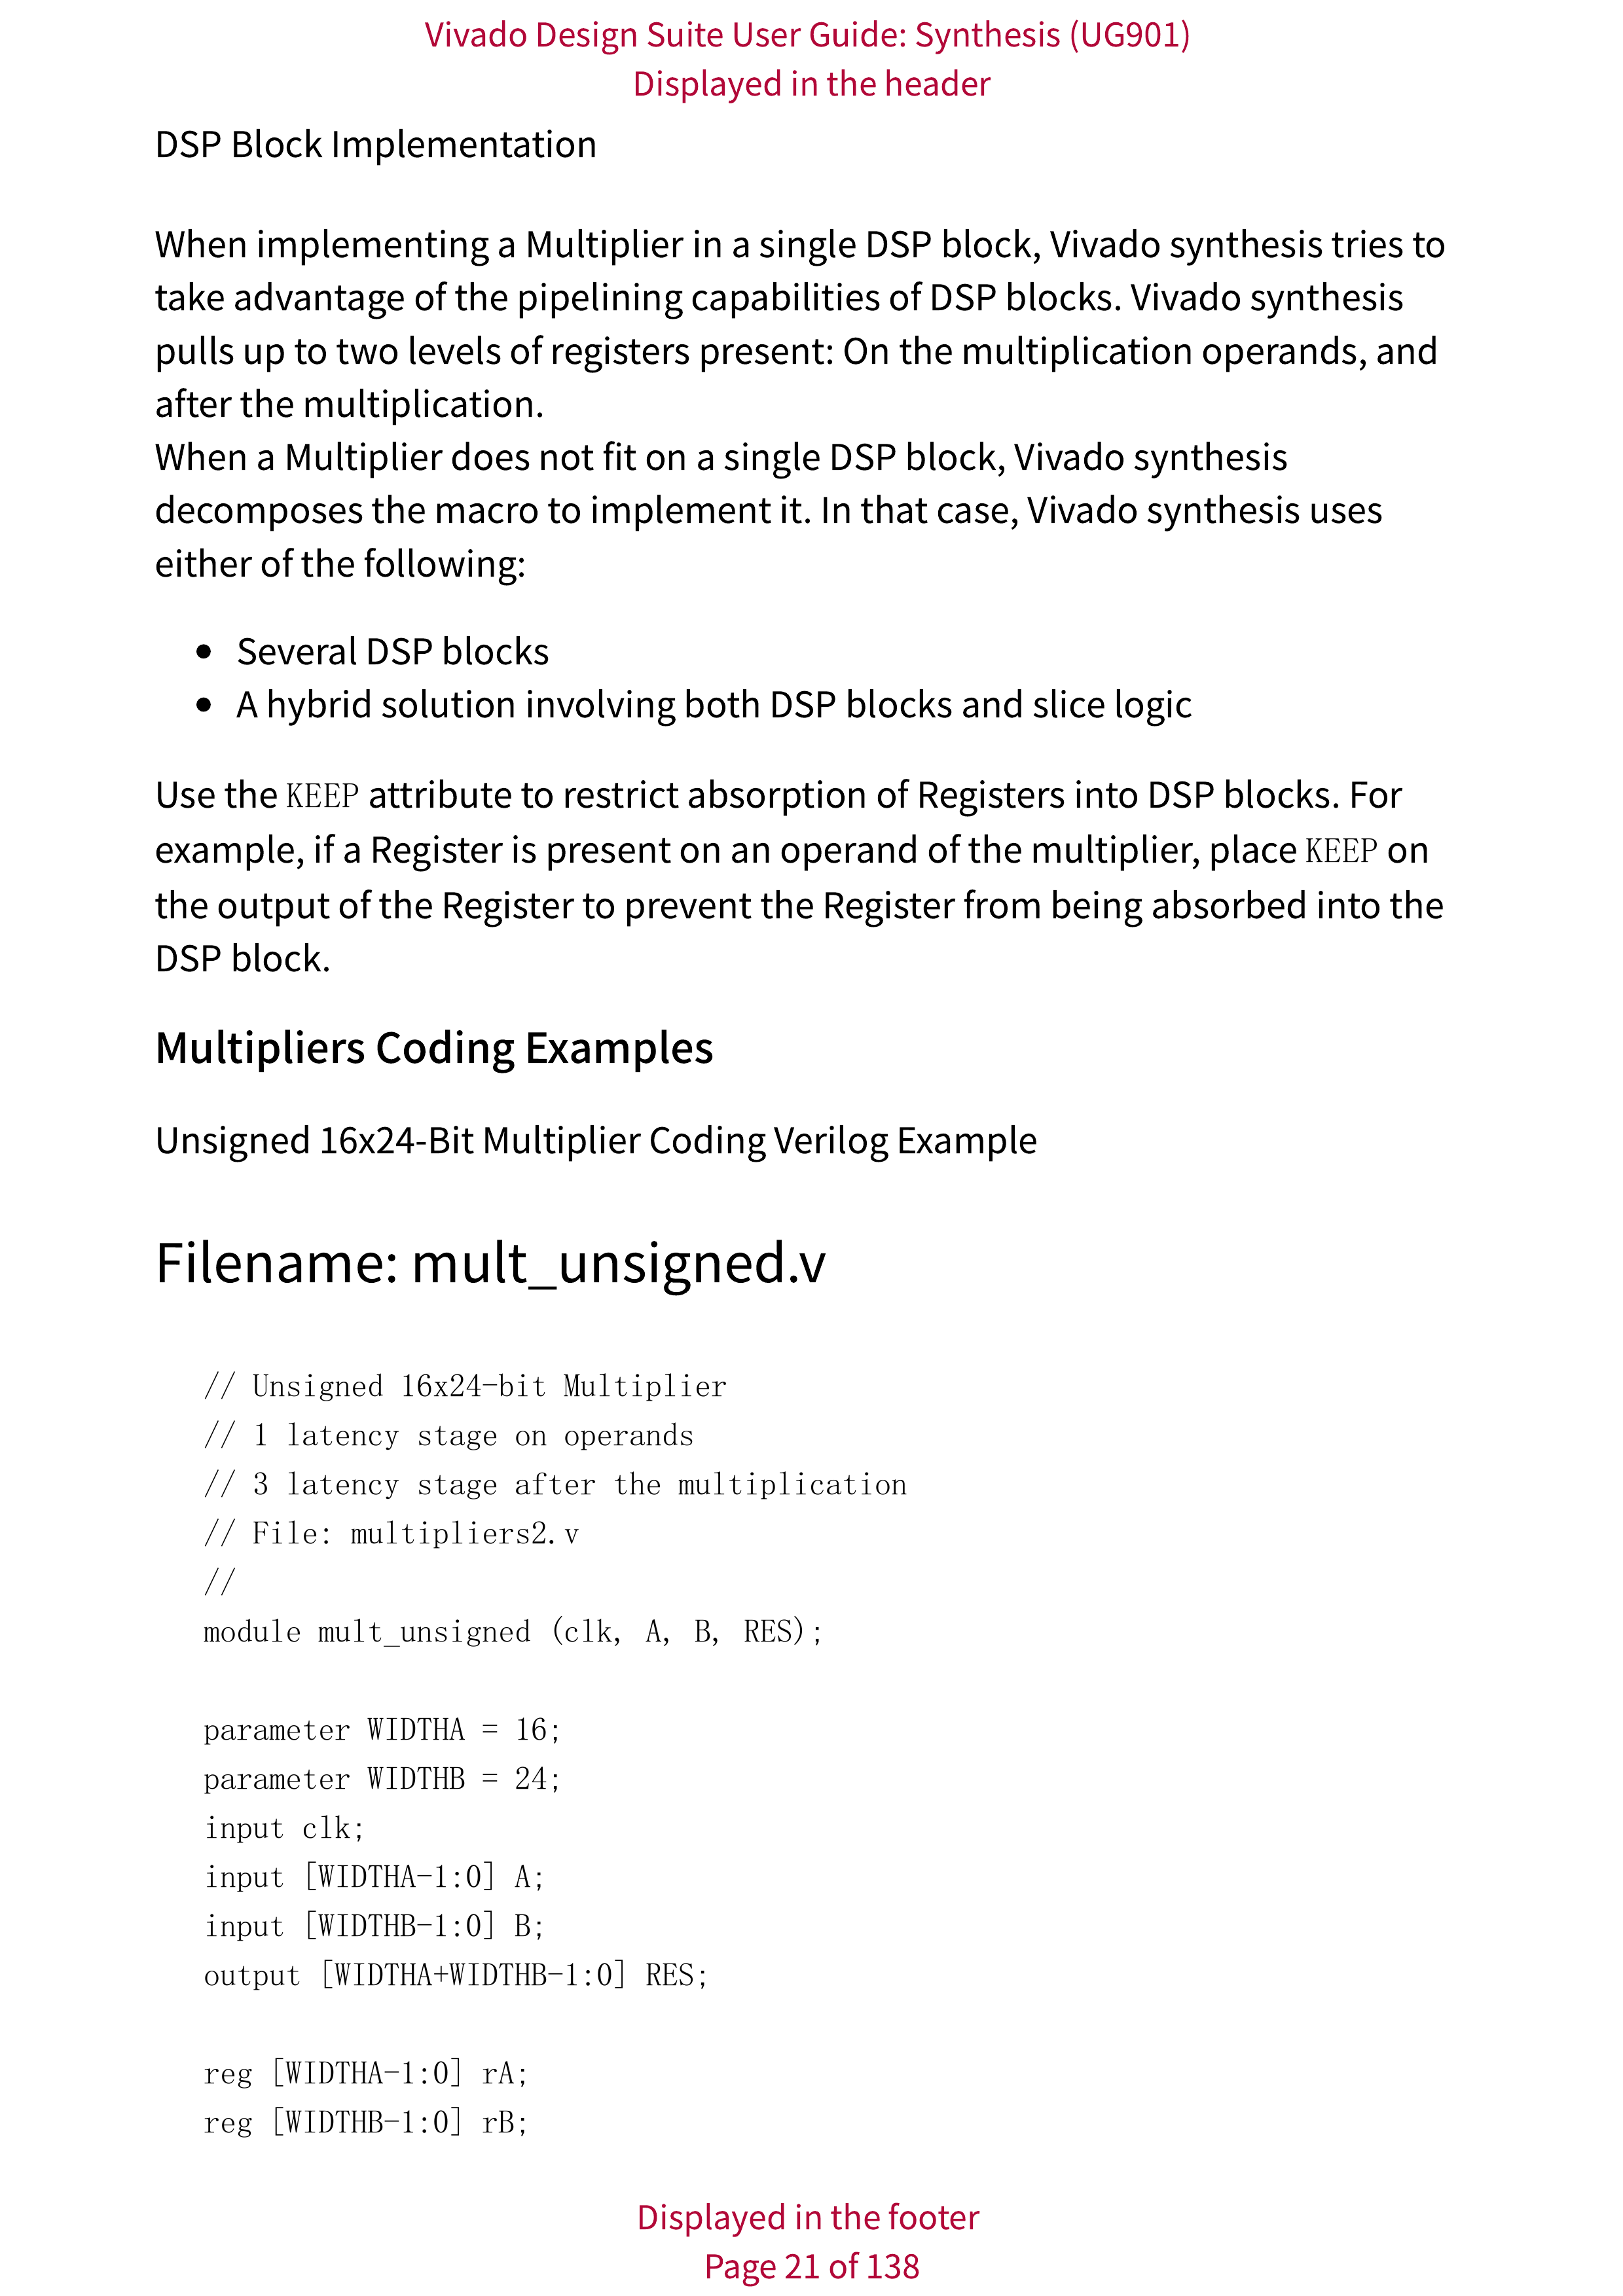 Vivado Design Suite User Guide: Synthesis (UG901)
Displayed in the header
DSP Block Implementation
When implementing a Multiplier in a single DSP block, Vivado synthesis tries to
take advantage of the pipelining capabilities of DSP blocks. Vivado synthesis
pulls up to two levels of registers present: On the multiplication operands, and
after the multiplication.
When a Multiplier does not fit on a single DSP block, Vivado synthesis
decomposes the macro to implement it. In that case, Vivado synthesis uses
either of the following:
• Several DSP blocks
• A hybrid solution involving both DSP blocks and slice logic
Use the KEEP attribute to restrict absorption of Registers into DSP blocks. For
example, if a Register is present on an operand of the multiplier, place KEEP on
the output of the Register to prevent the Register from being absorbed into the
DSP block.
Multipliers Coding Examples
Unsigned 16x24-Bit Multiplier Coding Verilog Example
Filename: mult_unsigned.v
// Unsigned 16x24-bit Multiplier
// 1 latency stage on operands
// 3 latency stage after the multiplication
// File: multipliers2.v
//
module mult_unsigned (clk, A, B, RES);
parameter WIDTHA = 16;
parameter WIDTHB = 24;
input clk;
input [WIDTHA-1:0] A;
input [WIDTHB-1:0] B;
output [WIDTHA+WIDTHB-1:0] RES;
reg [WIDTHA-1:0] rA;
reg [WIDTHB-1:0] rB;
Displayed in the footer
Page 21 of 138